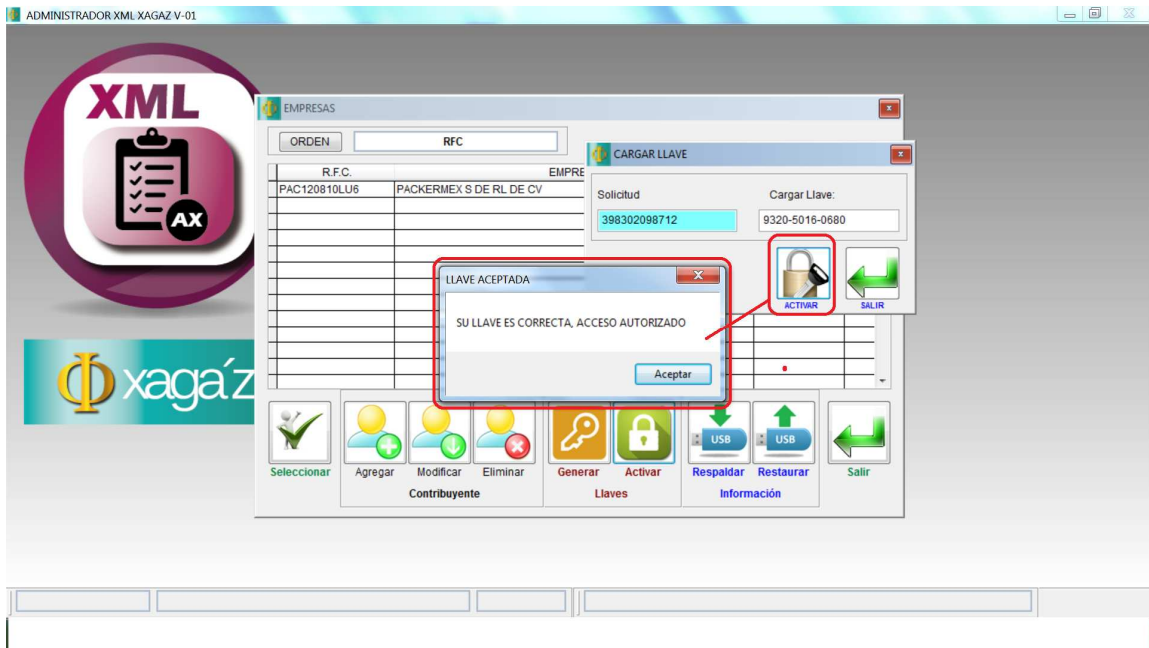 ADMINISTRADOR XML XAGAZ V-01
XML
AX
xagáz
EMPRESAS
ORDEN
RFC
R.F.C.
EMPRE
PAC120810LU6
PACKERMEX S DE RL DE CV
CARGAR LLAVE
Solicitud
Cargar Llave:
398302098712
9320-5016-0680
ACTIVAR
SALIR
LLAVE ACEPTADA
SU LLAVE ES CORRECTA, ACCESO AUTORIZADO
Aceptar
USB
USB
Seleccionar
Agregar
Modificar
Eliminar
Generar
Activar
Respaldar
Restaurar
Salir
Contribuyente
Llaves
Información